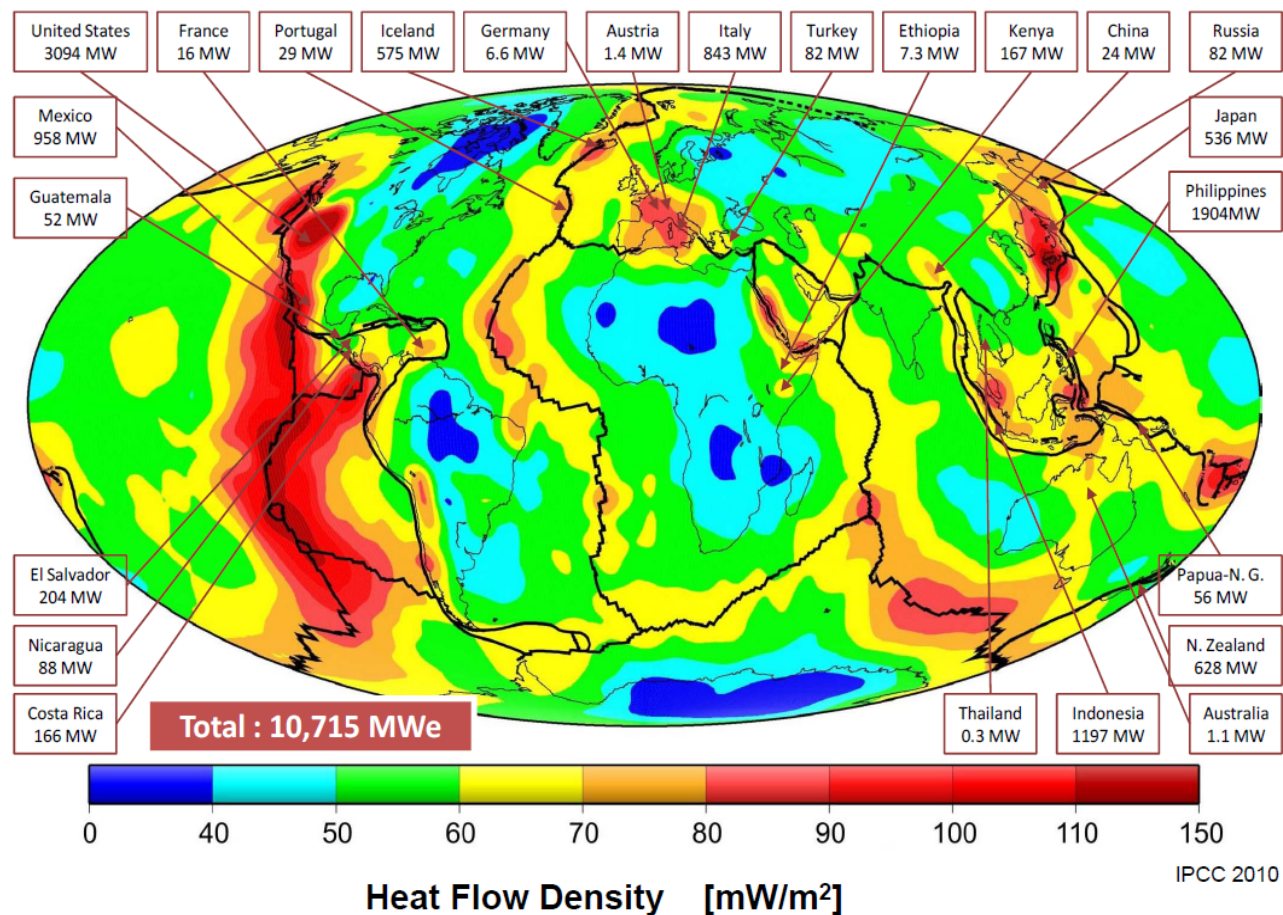 United States
3094 MW
France
16 MW
Portugal
29 MW
Iceland
575 MW
Germany
6.6 MW
Austria
1.4 MW
Italy
843 MW
Turkey
82 MW
Ethiopia
7.3 MW
Kenya
167 MW
China
24 MW
Russia
82 MW
Mexico
958 MW
Japan
536 MW
Guatemala
52 MW
Philippines
1904MW
El Salvador
204 MW
Papua-N. G.
56 MW
Nicaragua
88 MW
N. Zealand
628 MW
Costa Rica
166 MW
Total : 10,715 MWe
Thailand
0.3 MW
Indonesia
1197 MW
Australia
1.1 MW
0 40 50 60 70 80 90 100 110 150
IPCC 2010
Heat Flow Density [mW/m²]